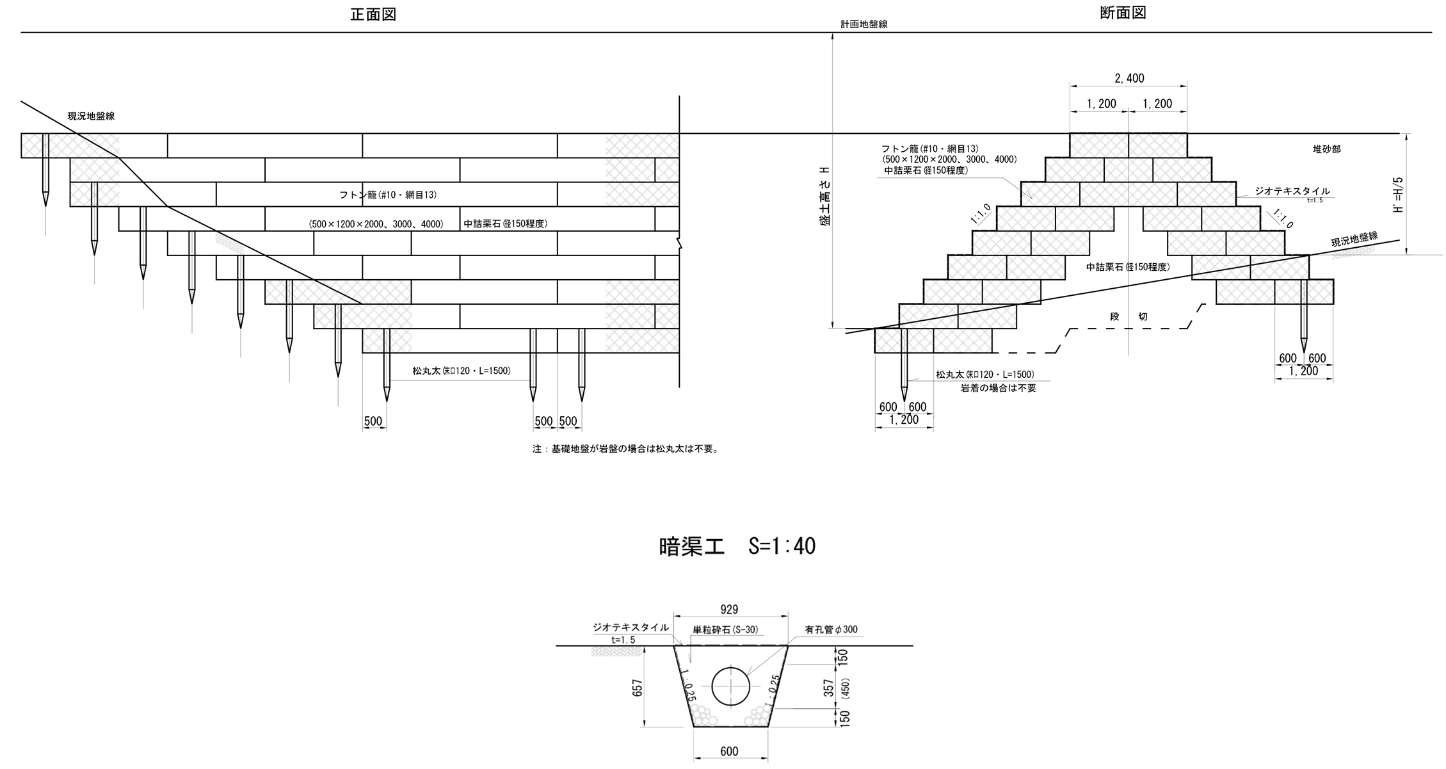 正面図
現況地盤線
フトン籠(#10・網目13)
(500×1200×2000、3000、4000)　中詰栗石(径150程度)
松丸太(末口120・L=1500)
500
500
500
注：基礎地盤が岩盤の場合は松丸太は不要。
断面図
計画地盤線
2,400
1,200
1,200
フトン籠(#10・網目13)
(500×1200×2000、3000、4000)
中詰栗石(径150程度)
堆砂部
ジオテキスタイル
t=1.5
盛土高さ H
H'=H/5
1:1.0
1:1.0
現況地盤線
中詰栗石(径150程度)
段　切
松丸太(末口120・L=1500)
岩着の場合は不要
600
600
1,200
600
600
1,200
暗渠工　S=1:40
929
ジオテキスタイル
t=1.5
単粒砕石(S-30)
有孔管φ300
657
1:0.25
1:0.25
150
357
(450)
150
600